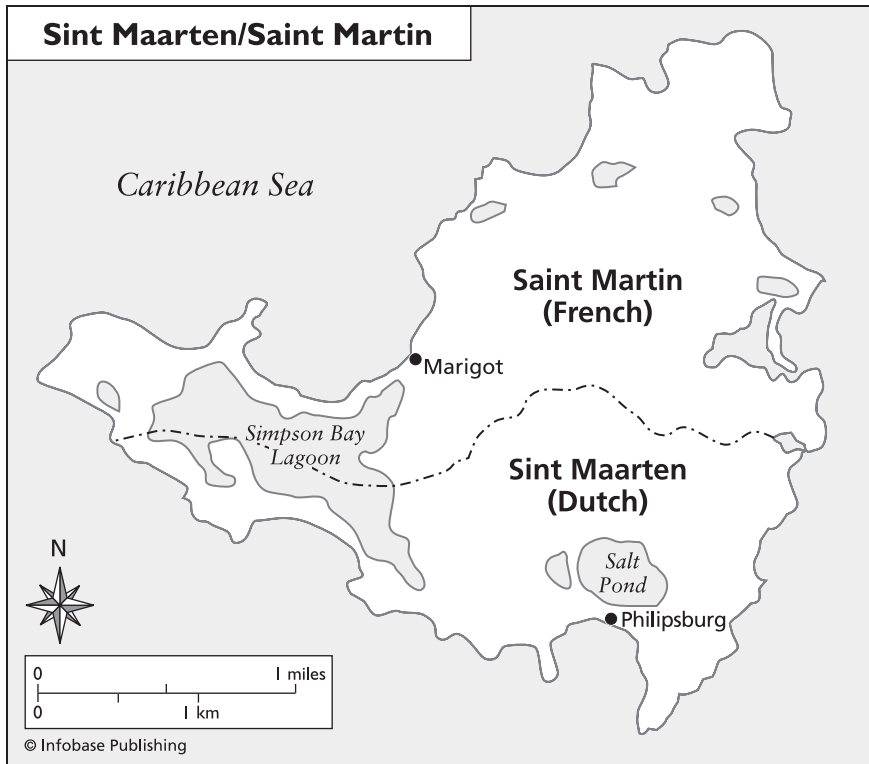 Sint Maarten/Saint Martin
Caribbean Sea
Saint Martin
(French)
Marigot
Simpson Bay
Lagoon
Sint Maarten
(Dutch)
N
Salt
Pond
Philipsburg
0 1 miles
0 1 km
© Infobase Publishing